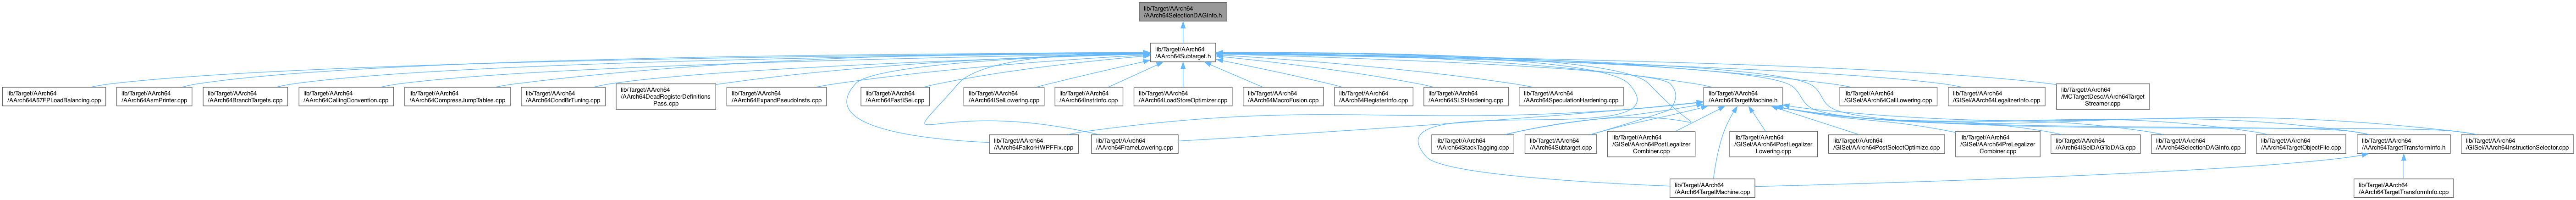 lib/Target/AArch64
/AArch64SelectionDAGInfo.h
lib/Target/AArch64
/AArch64Subtarget.h
lib/Target/AArch64
/AArch64A57FPLoadBalancing.cpp
lib/Target/AArch64
/AArch64AsmPrinter.cpp
lib/Target/AArch64
/AArch64BranchTargets.cpp
lib/Target/AArch64
/AArch64CallingConvention.cpp
lib/Target/AArch64
/AArch64CompressJumpTables.cpp
lib/Target/AArch64
/AArch64CondBrTuning.cpp
lib/Target/AArch64
/AArch64DeadRegisterDefinitions
Pass.cpp
lib/Target/AArch64
/AArch64ExpandPseudoInsts.cpp
lib/Target/AArch64
/AArch64FastISel.cpp
lib/Target/AArch64
/AArch64ISelLowering.cpp
lib/Target/AArch64
/AArch64InstrInfo.cpp
lib/Target/AArch64
/AArch64LoadStoreOptimizer.cpp
lib/Target/AArch64
/AArch64MacroFusion.cpp
lib/Target/AArch64
/AArch64RegisterInfo.cpp
lib/Target/AArch64
/AArch64SLSHardening.cpp
lib/Target/AArch64
/AArch64SpeculationHardening.cpp
lib/Target/AArch64
/AArch64TargetMachine.h
lib/Target/AArch64
/GISel/AArch64CallLowering.cpp
lib/Target/AArch64
/GISel/AArch64LegalizerInfo.cpp
lib/Target/AArch64
/MCTargetDesc/AArch64Target
Streamer.cpp
lib/Target/AArch64
/AArch64FalkorHWPFFix.cpp
lib/Target/AArch64
/AArch64FrameLowering.cpp
lib/Target/AArch64
/AArch64StackTagging.cpp
lib/Target/AArch64
/AArch64Subtarget.cpp
lib/Target/AArch64
/GISel/AArch64PostLegalizer
Combiner.cpp
lib/Target/AArch64
/GISel/AArch64PostLegalizer
Lowering.cpp
lib/Target/AArch64
/GISel/AArch64PostSelectOptimize.cpp
lib/Target/AArch64
/GISel/AArch64PreLegalizer
Combiner.cpp
lib/Target/AArch64
/AArch64ISelDAGToDAG.cpp
lib/Target/AArch64
/AArch64SelectionDAGInfo.cpp
lib/Target/AArch64
/AArch64TargetObjectFile.cpp
lib/Target/AArch64
/AArch64TargetTransformInfo.h
lib/Target/AArch64
/GISel/AArch64InstructionSelector.cpp
lib/Target/AArch64
/AArch64TargetMachine.cpp
lib/Target/AArch64
/AArch64TargetTransformInfo.cpp